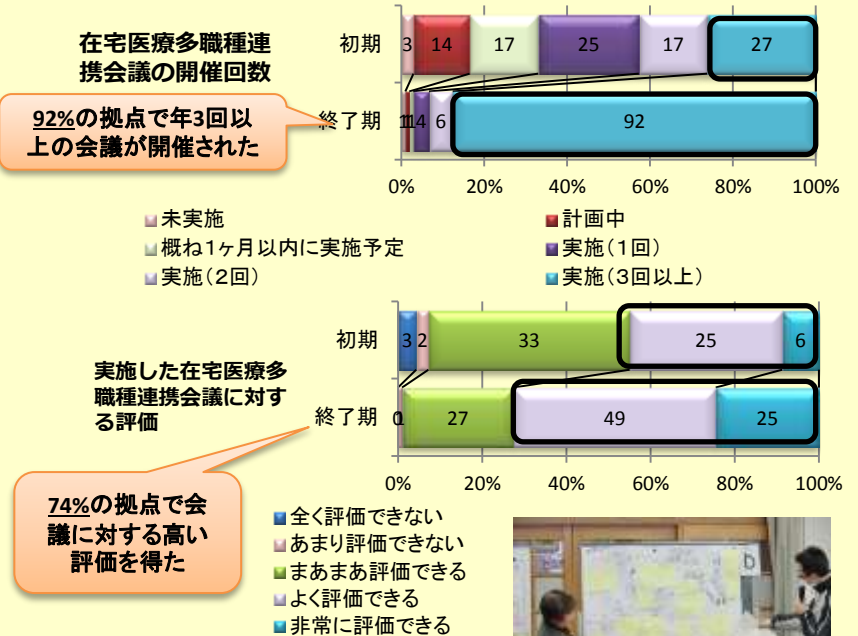 在宅医療多職種連
携会議の開催回数
92%の拠点で年3回以
上の会議が開催された
初期 3 14 17 25 17 27
終了期 1 1 4 6 92
0% 20% 40% 60% 80% 100%
未実施 計画中
概ね1ヶ月以内に実施予定 実施(1回)
実施(2回) 実施(3回以上)
初期 3 2 33 25 6
実施した在宅医療多
職種連携会議に対す
る評価
終了期 0 1 27 49 25
0% 20% 40% 60% 80% 100%
74%の拠点で会
議に対する高い
評価を得た
全く評価できない
あまり評価できない
まあまあ評価できる
よく評価できる
非常に評価できる
D